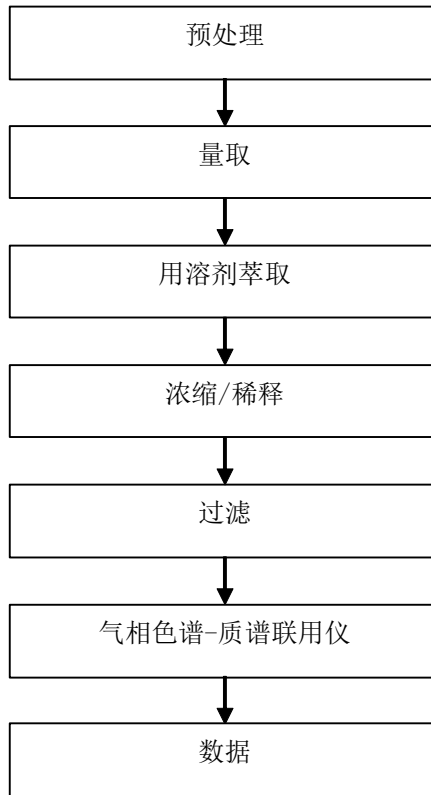 预处理
量取
用溶剂萃取
浓缩/稀释
过滤
气相色谱-质谱联用仪
数据